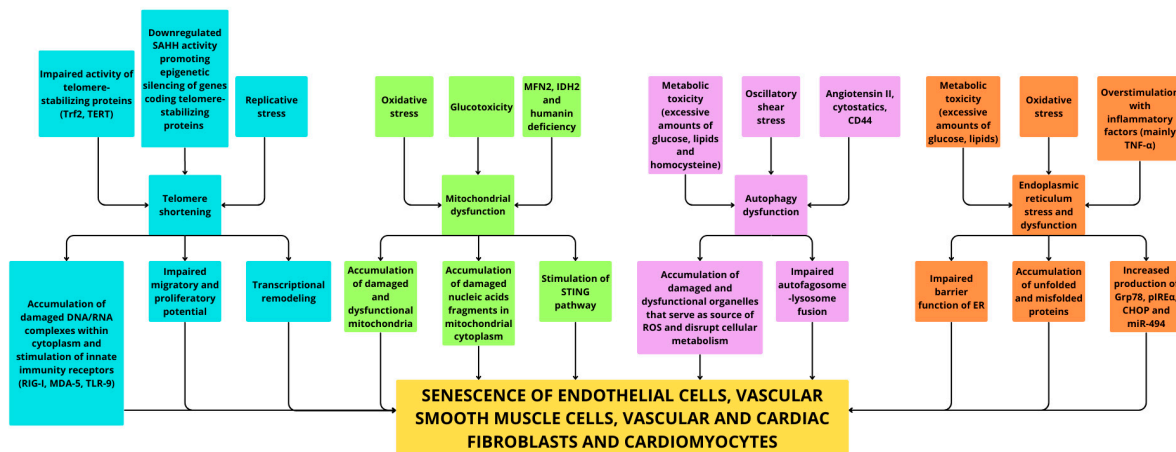 Impaired activity of
telomere-
stabilizing proteins
(Trf2, TERT)
Downregulated
SAHH activity
promoting
epigenetic
silencing of genes
coding telomere-
stabilizing
proteins
Replicative
stress
Oxidative
stress
Glucotoxicity
MFN2, IDH2 and
humanin
deficiency
Metabolic
toxicity
(excessive
amounts of
glucose, lipids
and
homocysteine)
Oscillatory
shear
stress
Angiotensin II,
cytostatics,
CD44
Metabolic
toxicity
(excessive
amounts of
glucose, lipids)
Oxidative
stress
Overstimulation
with
inflammatory
factors (mainly
TNF-α)
Telomere
shortening
Mitochondrial
dysfunction
Autophagy
dysfunction
Endoplasmic
reticulum
stress and
dysfunction
Accumulation of
damaged DNA/RNA
complexes within
cytoplasm and
stimulation of innate
immunity receptors
(RIG-I, MDA-5, TLR-9)
Impaired
migratory and
proliferatory
potential
Transcriptional
remodeling
Accumulation
of damaged
and
dysfunctional
mitochondria
Accumulation
of damaged
nucleic acids
fragments in
mitochondrial
cytoplasm
Stimulation of
STING
pathway
Accumulation of
damaged and
dysfunctional organelles
that serve as source of
ROS and disrupt cellular
metabolism
Impaired
autofagosome
-lysosome
fusion
Impaired
barrier
function of ER
Accumulation
of unfolded
and misfolded
proteins
Increased
production of
Grp78, pIREα,
CHOP and
miR-494
SENESCENCE OF ENDOTHELIAL CELLS, VASCULAR
SMOOTH MUSCLE CELLS, VASCULAR AND CARDIAC
FIBROBLASTS AND CARDIOMYOCYTES